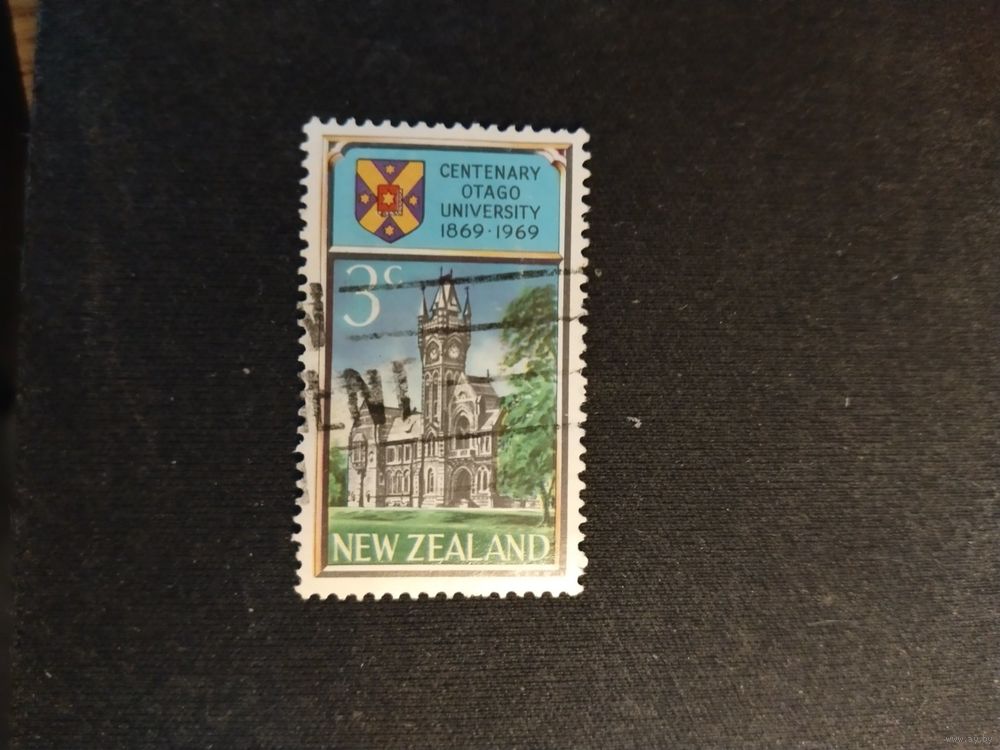 CENTENARY
OTAGO
UNIVERSITY
1869·1969
3c
NEW ZEALAND
www.ay.by